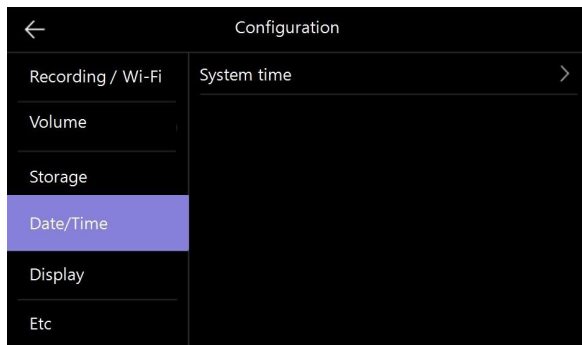 Configuration
Recording / Wi-Fi
System time
Volume
Storage
Date/Time
Display
Etc